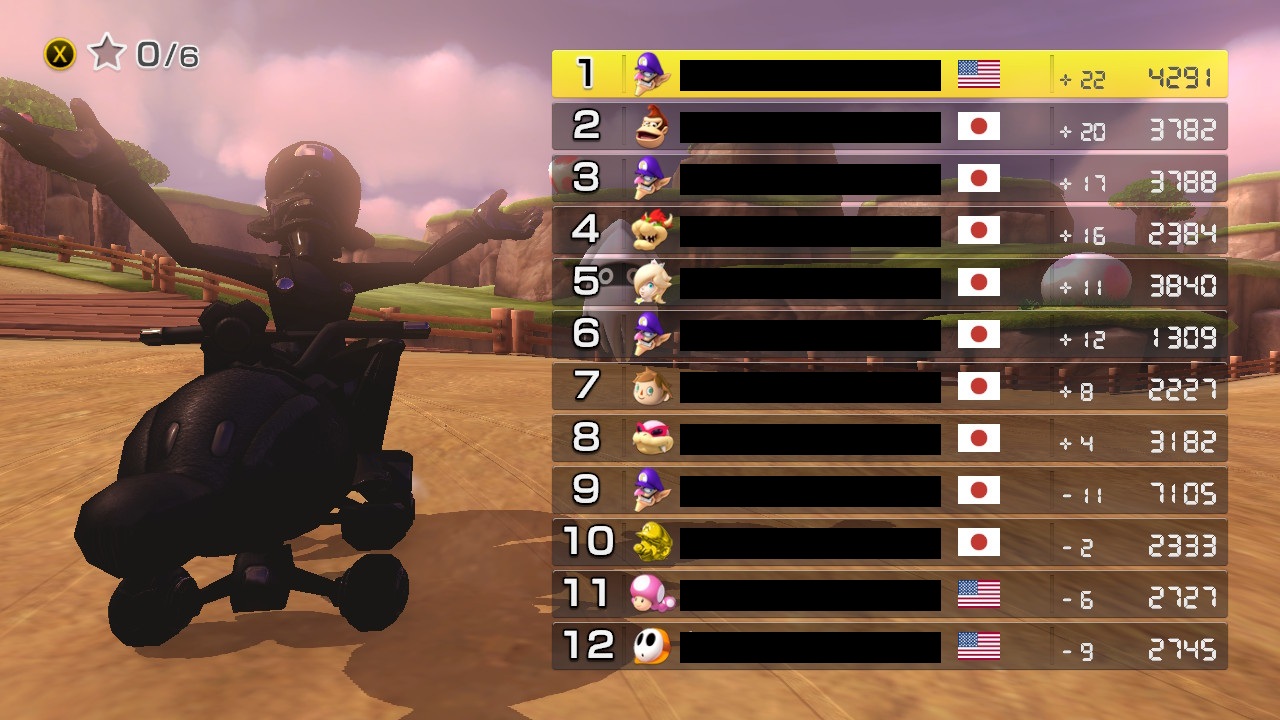 X 0/6
1 + 22 4291
2 + 20 3782
3 + 17 3788
4 + 16 2384
5 + 11 3840
6 + 12 1309
7 + 8 2227
8 + 4 3182
9 - 11 7105
10 - 2 2333
11 - 6 2727
12 - 9 2745